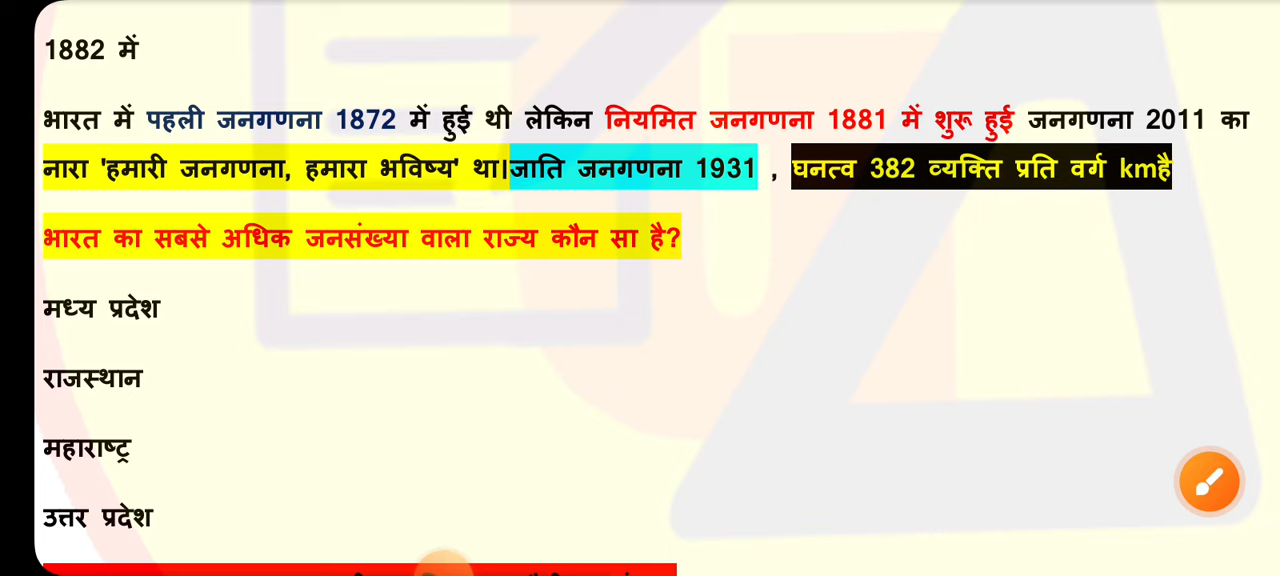 1882 में
भारत में पहली जनगणना 1872 में हुई थी लेकिन नियमित जनगणना 1881 में शुरू हुई जनगणना 2011 का
नारा 'हमारी जनगणना, हमारा भविष्य' था।जाति जनगणना 1931 , घनत्व 382 व्यक्ति प्रति वर्ग kmहै
भारत का सबसे अधिक जनसंख्या वाला राज्य कौन सा है?
मध्य प्रदेश
राजस्थान
महाराष्ट्र
उत्तर प्रदेश